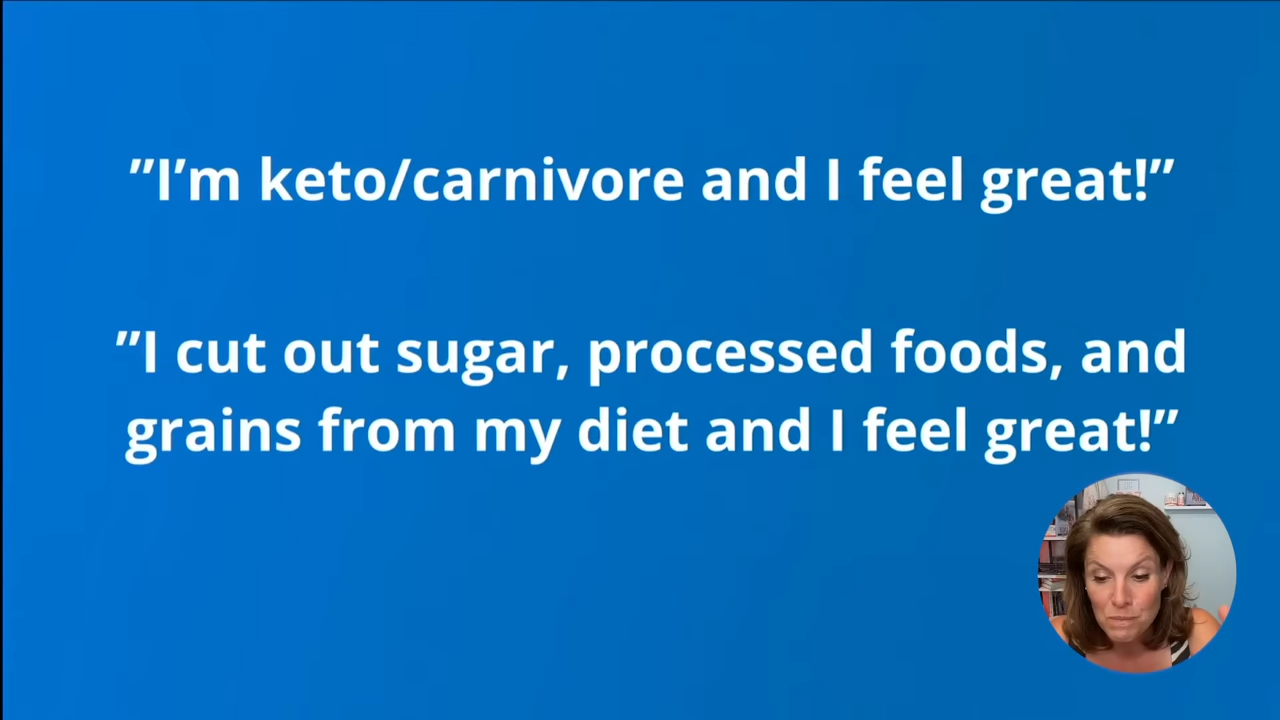 ”I’m keto/carnivore and I feel great!”
”I cut out sugar, processed foods, and
grains from my diet and I feel great!”